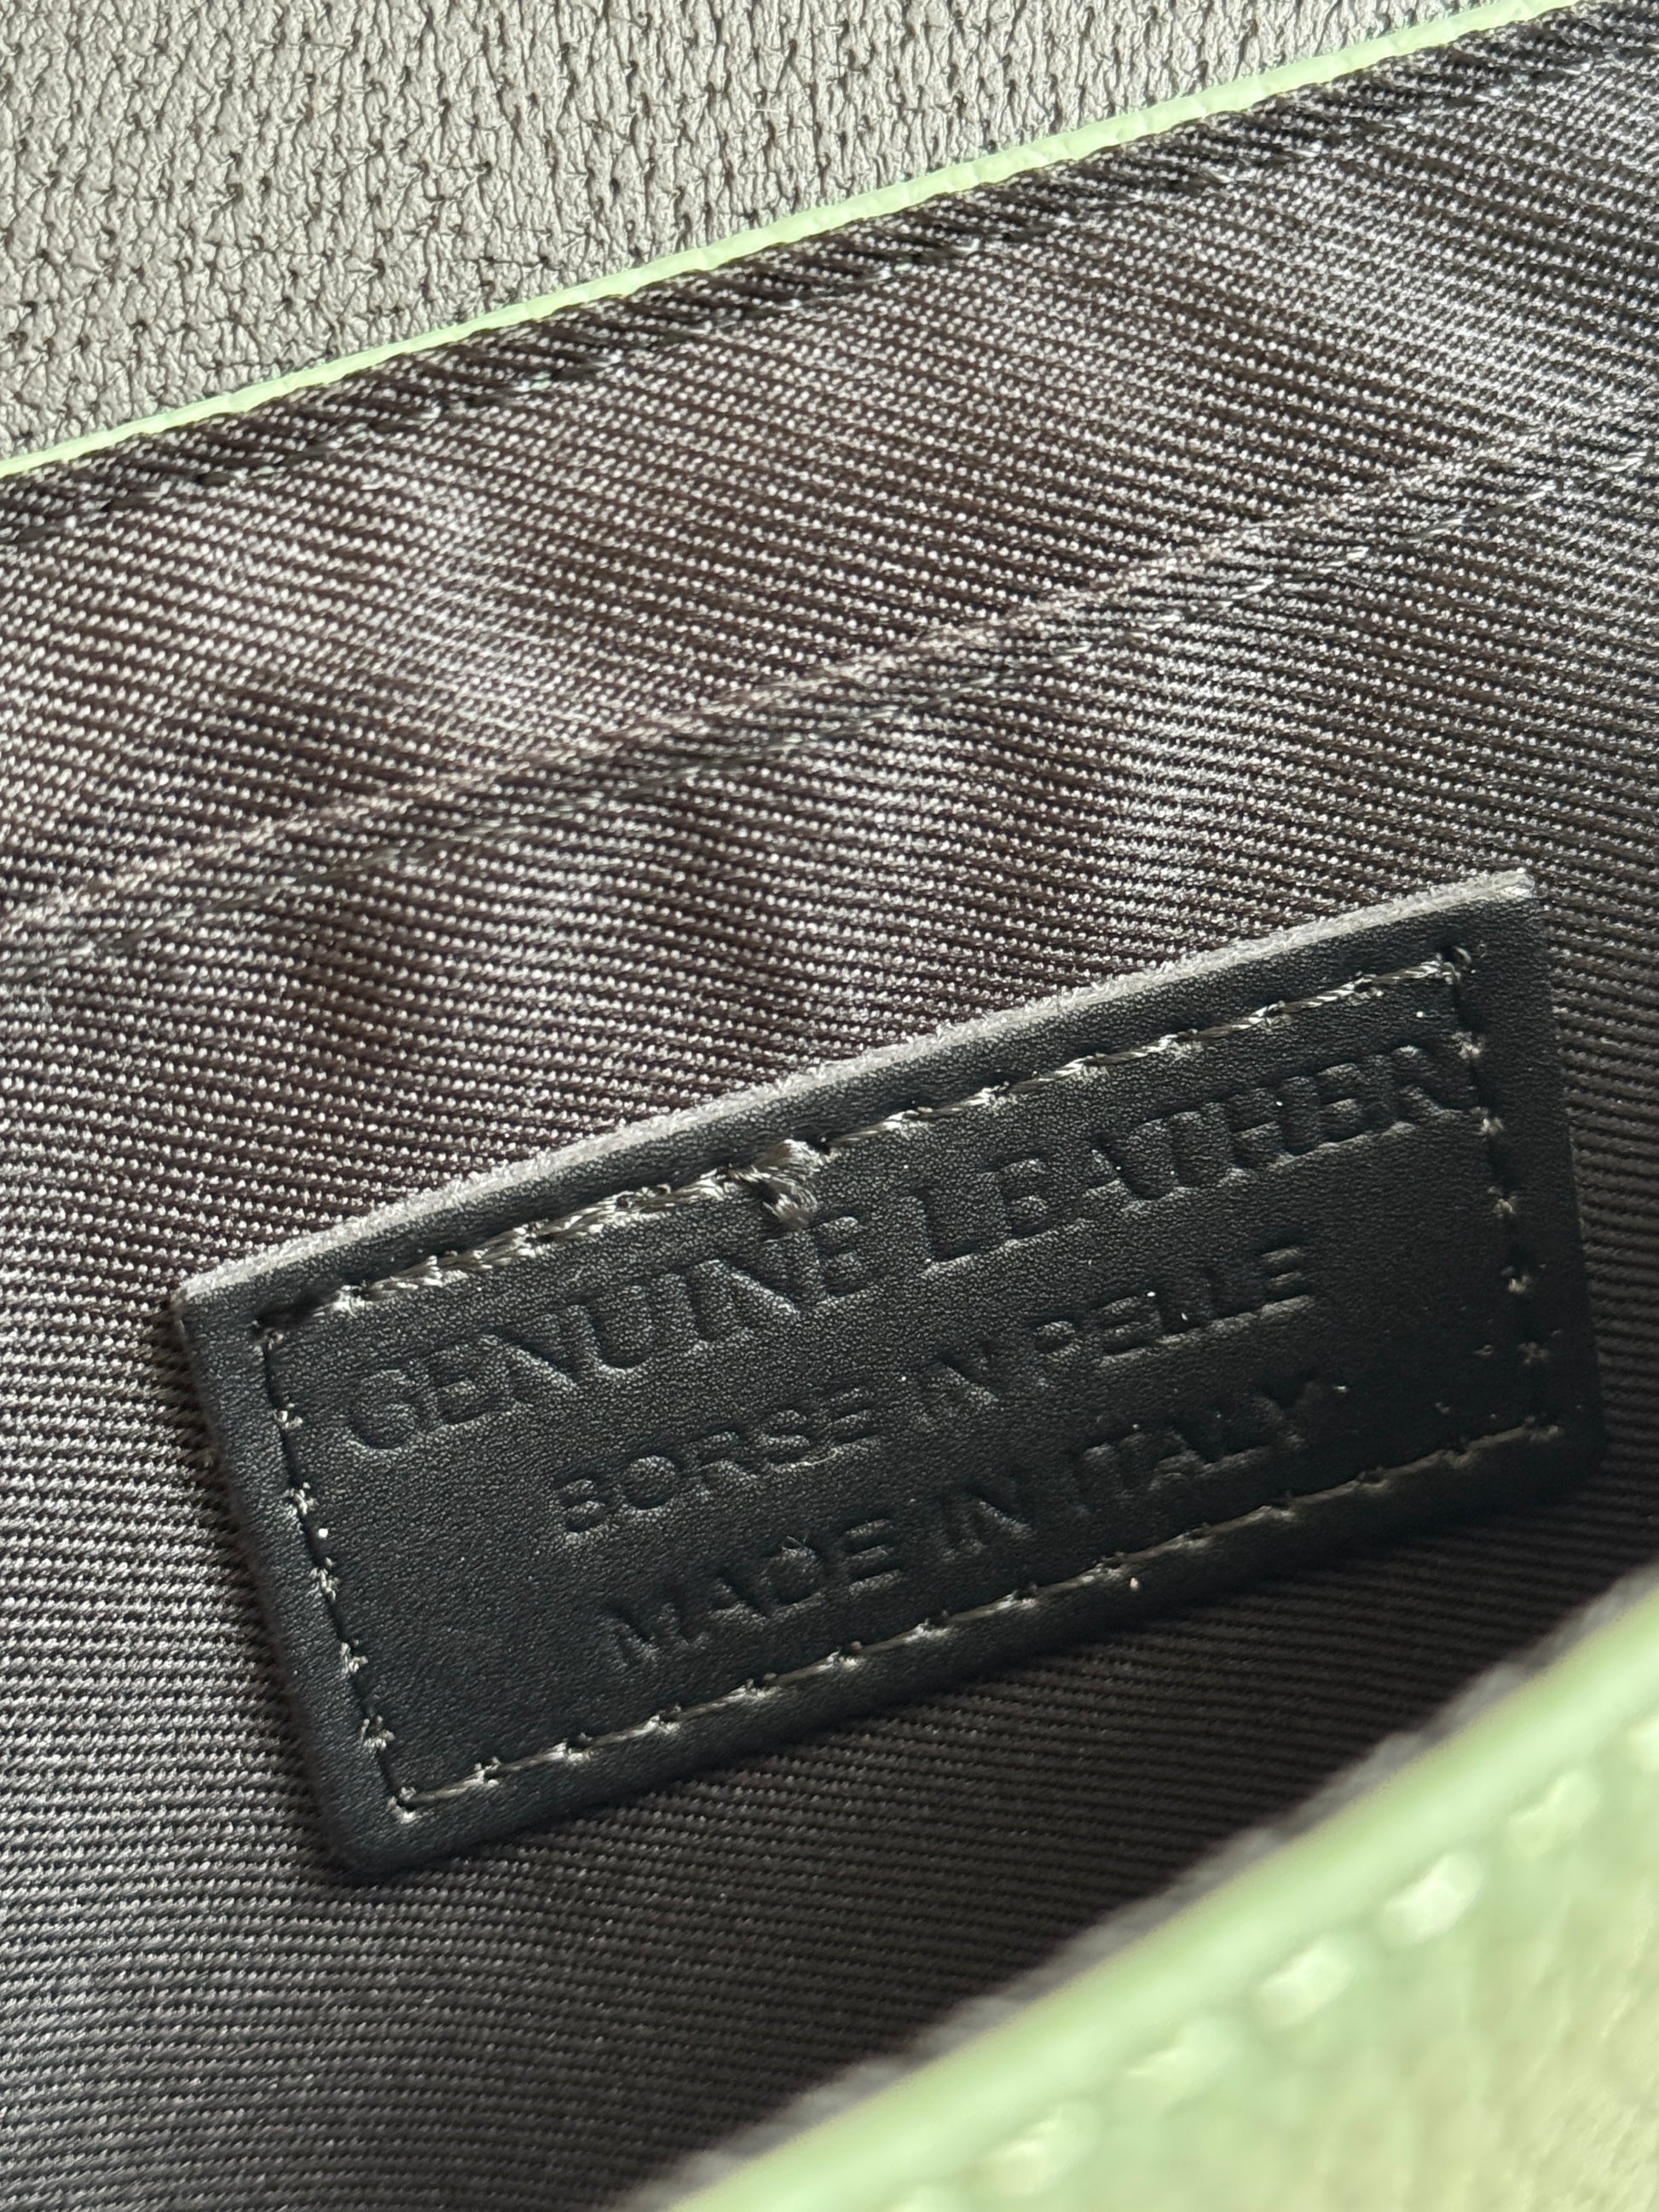 GENUINE LEATHER
BORSE IN PELLE
MADE IN ITALY